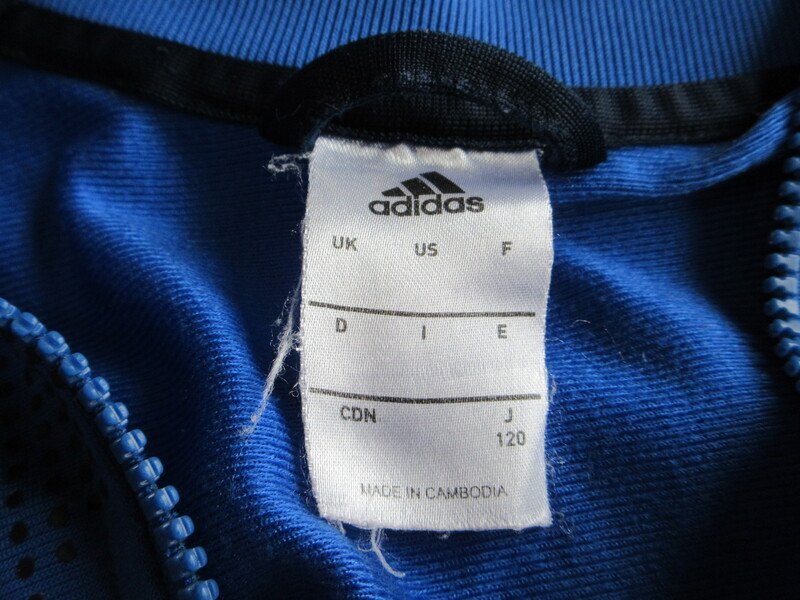 adidas
UK US F
D I E
CDN J
120
MADE IN CAMBODIA